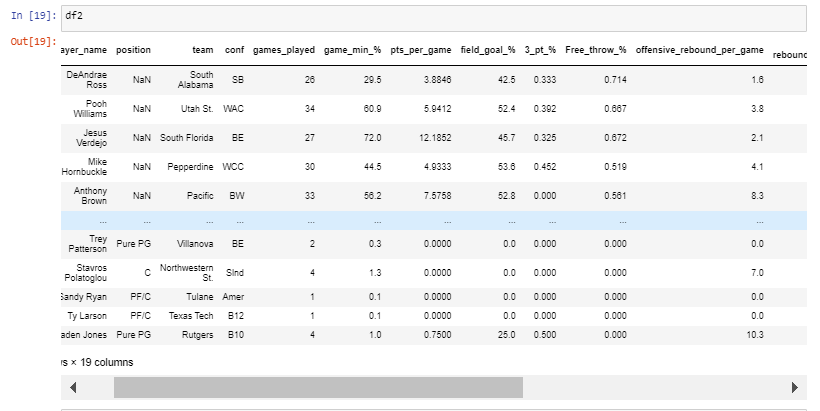 In [19]: df2
Out[19]:
ayer_name position team conf games_played game_min_% pts_per_game field_goal_% 3_pt_% Free_throw_% offensive_rebound_per_game rebound
DeAndrae Ross NaN South Alabama SB 26 29.5 3.8846 42.5 0.333 0.714 1.6
Pooh Williams NaN Utah St. WAC 34 60.9 5.9412 52.4 0.392 0.667 3.8
Jesus Verdejo NaN South Florida BE 27 72.0 12.1852 45.7 0.325 0.672 2.1
Mike Hornbuckle NaN Pepperdine WCC 30 44.5 4.9333 53.6 0.452 0.519 4.1
Anthony Brown NaN Pacific BW 33 56.2 7.5758 52.8 0.000 0.561 8.3
... ... ... ... ... ... ... ... ... ... ...
Trey Patterson Pure PG Villanova BE 2 0.3 0.0000 0.0 0.000 0.000 0.0
Stavros Polatoglou C Northwestern St. Slnd 4 1.3 0.0000 0.0 0.000 0.000 7.0
Sandy Ryan PF/C Tulane Amer 1 0.1 0.0000 0.0 0.000 0.000 0.0
Ty Larson PF/C Texas Tech B12 1 0.1 0.0000 0.0 0.000 0.000 0.0
aden Jones Pure PG Rutgers B10 4 1.0 0.7500 25.0 0.500 0.000 10.3
s × 19 columns